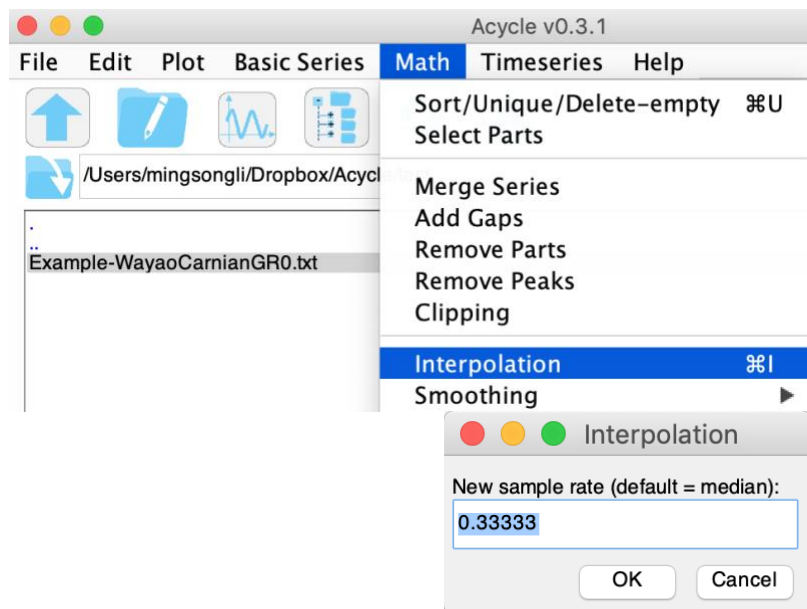 Acycle v0.3.1
File Edit Plot Basic Series Math Timeseries Help
Sort/Unique/Delete-empty ⌘U
Select Parts
/Users/mingsongli/Dropbox/Acycl
Merge Series
Add Gaps
Remove Parts
Remove Peaks
Clipping
Interpolation ⌘I
Smoothing
.
..
Example-WayaoCarnianGR0.txt
Interpolation
New sample rate (default = median):
0.33333
OK Cancel